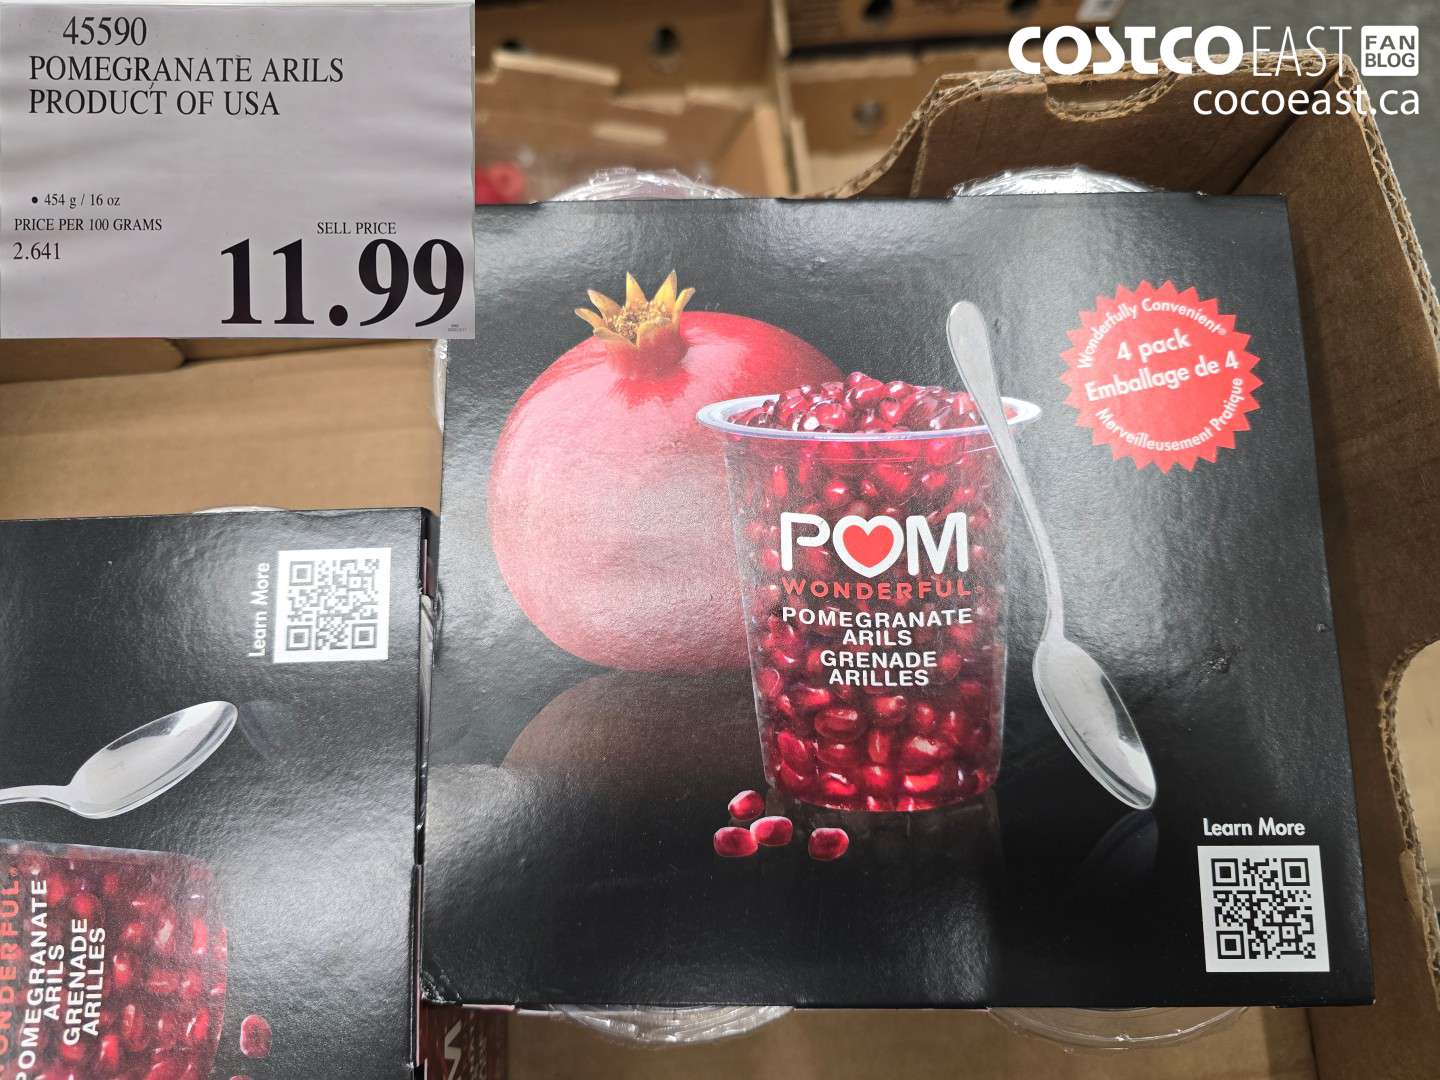 45590
POMEGRANATE ARILS
PRODUCT OF USA
• 454 g / 16 oz
PRICE PER 100 GRAMS
2.641
SELL PRICE
11.99
COSTCO EAST FAN BLOG
cocoeast.ca
Wonderfully Convenient®
4 pack
Emballage de 4
Merveilleusement Pratique
POM
WONDERFUL
POMEGRANATE
ARILS
GRENADE
ARILLES
Learn More
Learn More
WONDERFUL
POMEGRANATE
ARILS
GRENADE
ARILLES